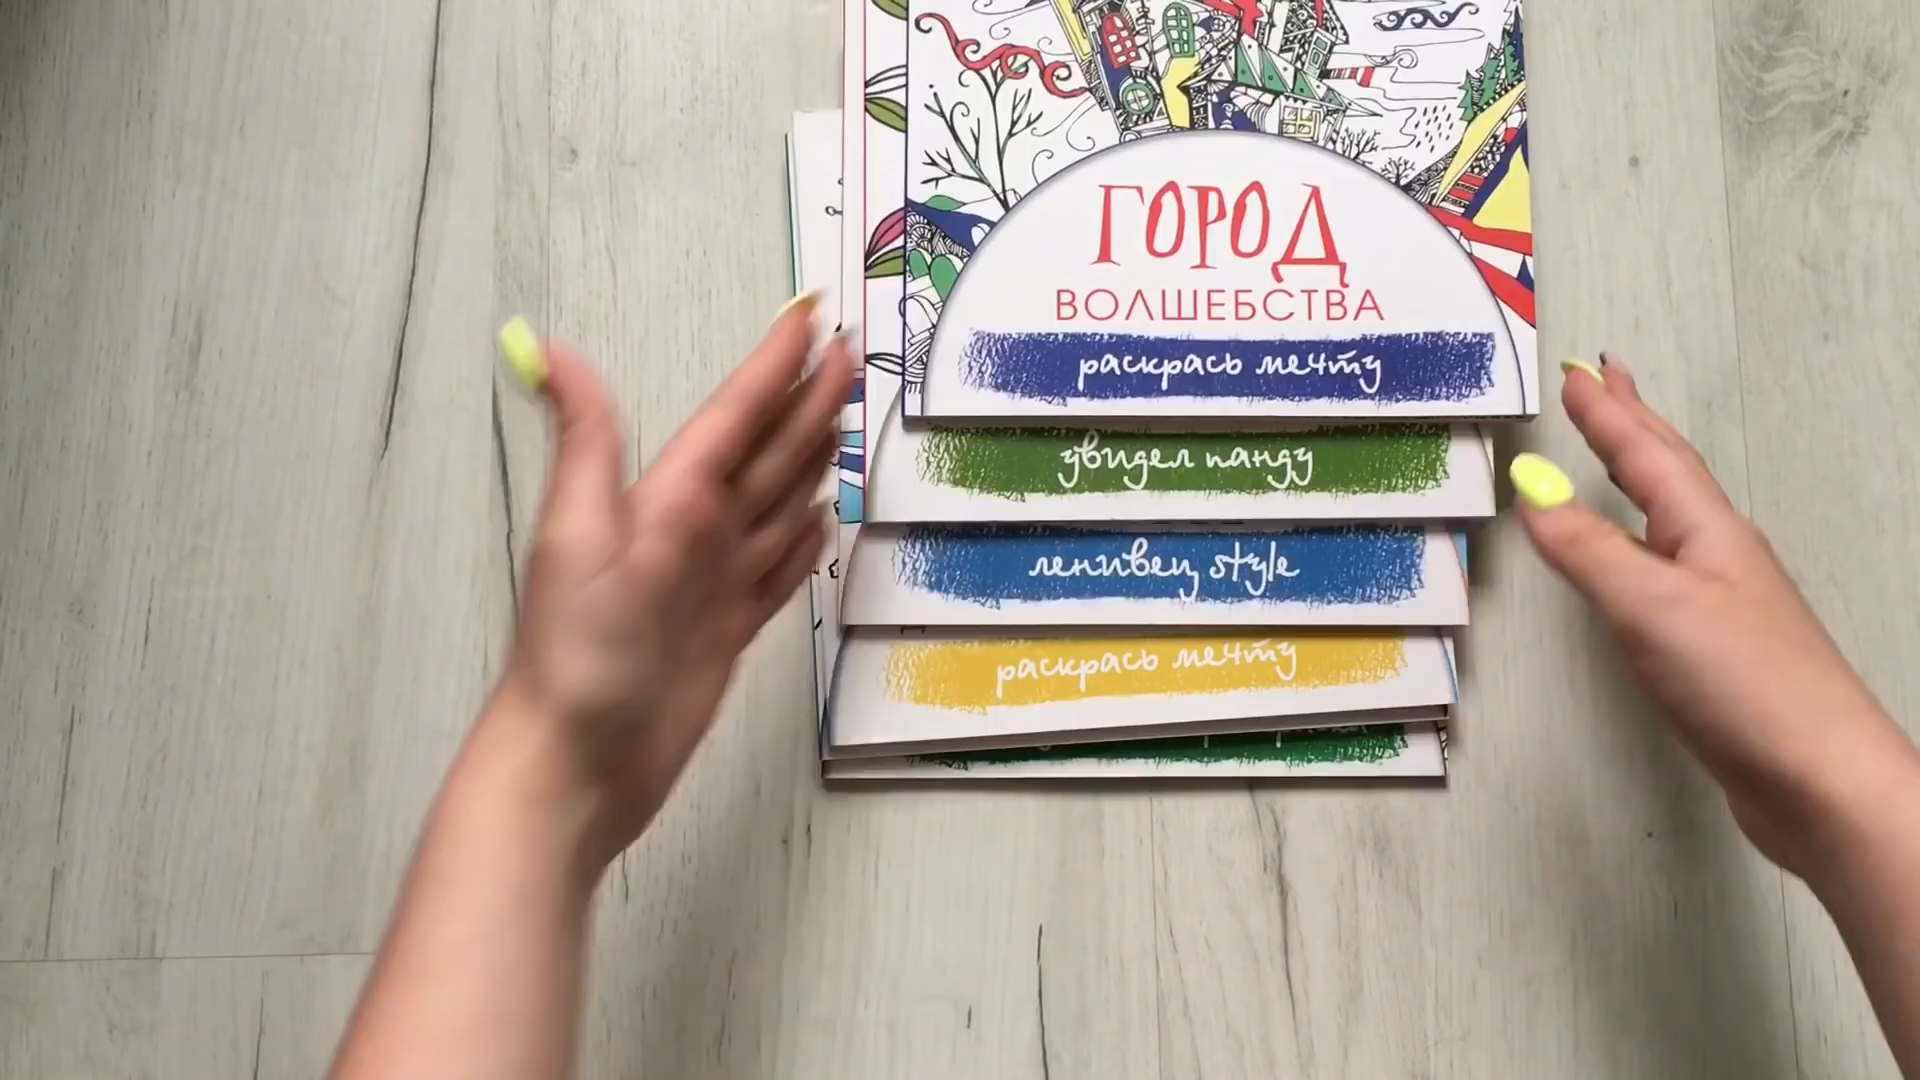 ГОРОД
ВОЛШЕБСТВА
раскрась мечту
увидел панду
ленивец style
раскрась мечту